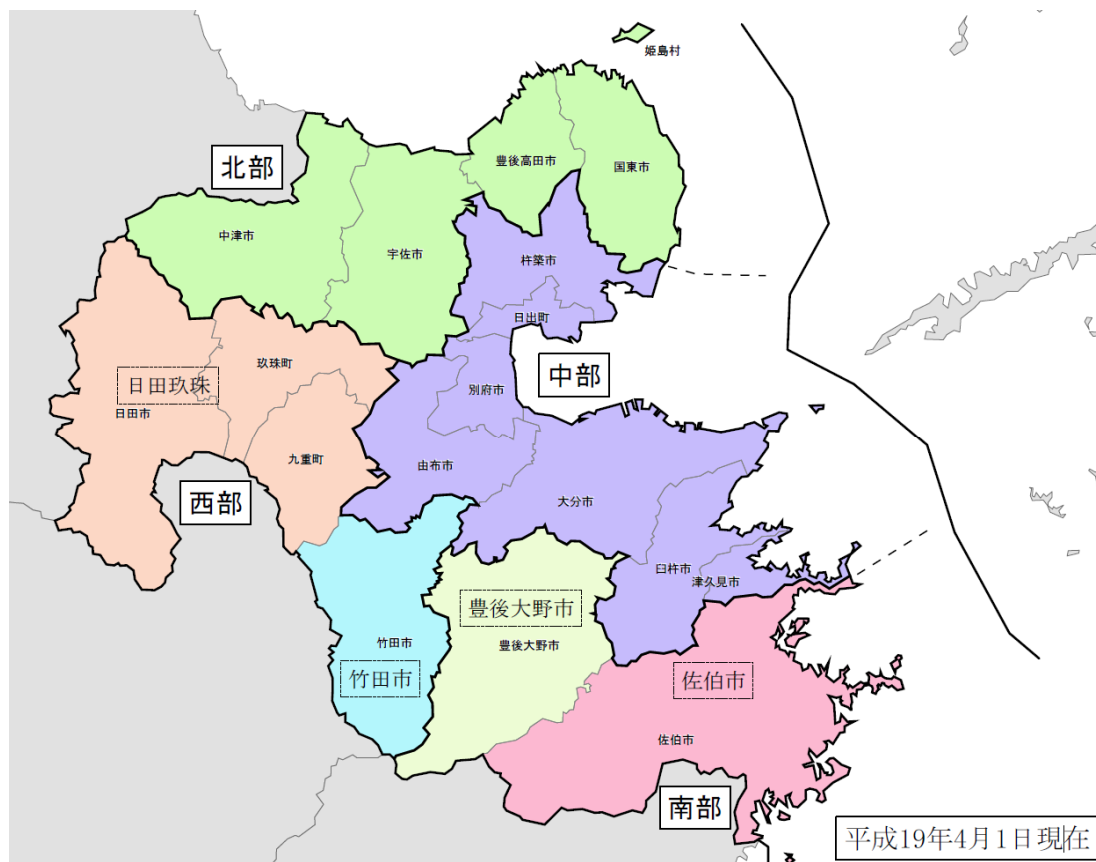 姫島村
豊後高田市
国東市
北部
中津市
宇佐市
杵築市
日出町
玖珠町
日田玖珠
日田市
中部
別府市
九重町
由布市
西部
大分市
臼杵市
津久見市
豊後大野市
豊後大野市
竹田市
竹田市
佐伯市
佐伯市
南部
平成19年4月1日現在